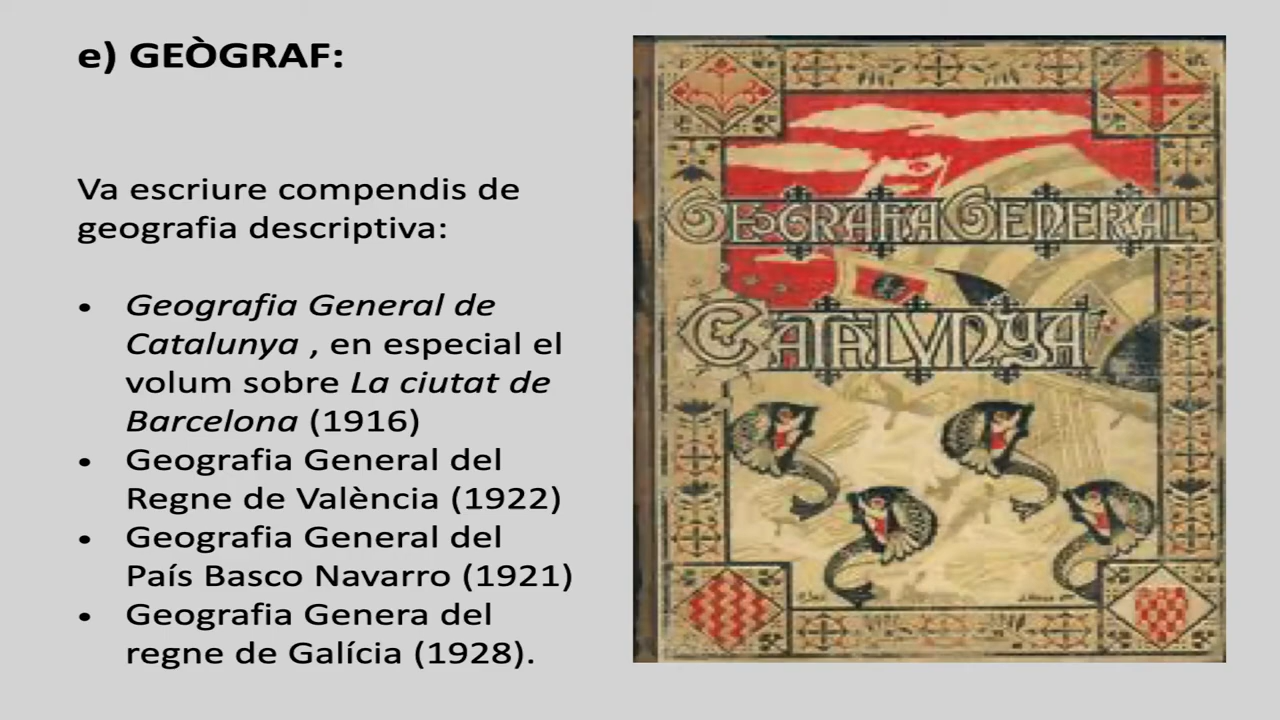 e) GEÒGRAF:
Va escriure compendis de
geografia descriptiva:
• Geografia General de
Catalunya , en especial el
volum sobre La ciutat de
Barcelona (1916)
• Geografia General del
Regne de València (1922)
• Geografia General del
País Basco Navarro (1921)
• Geografia Genera del
regne de Galícia (1928).
GEOGRAFIA GENERAL D
CATALVNYA